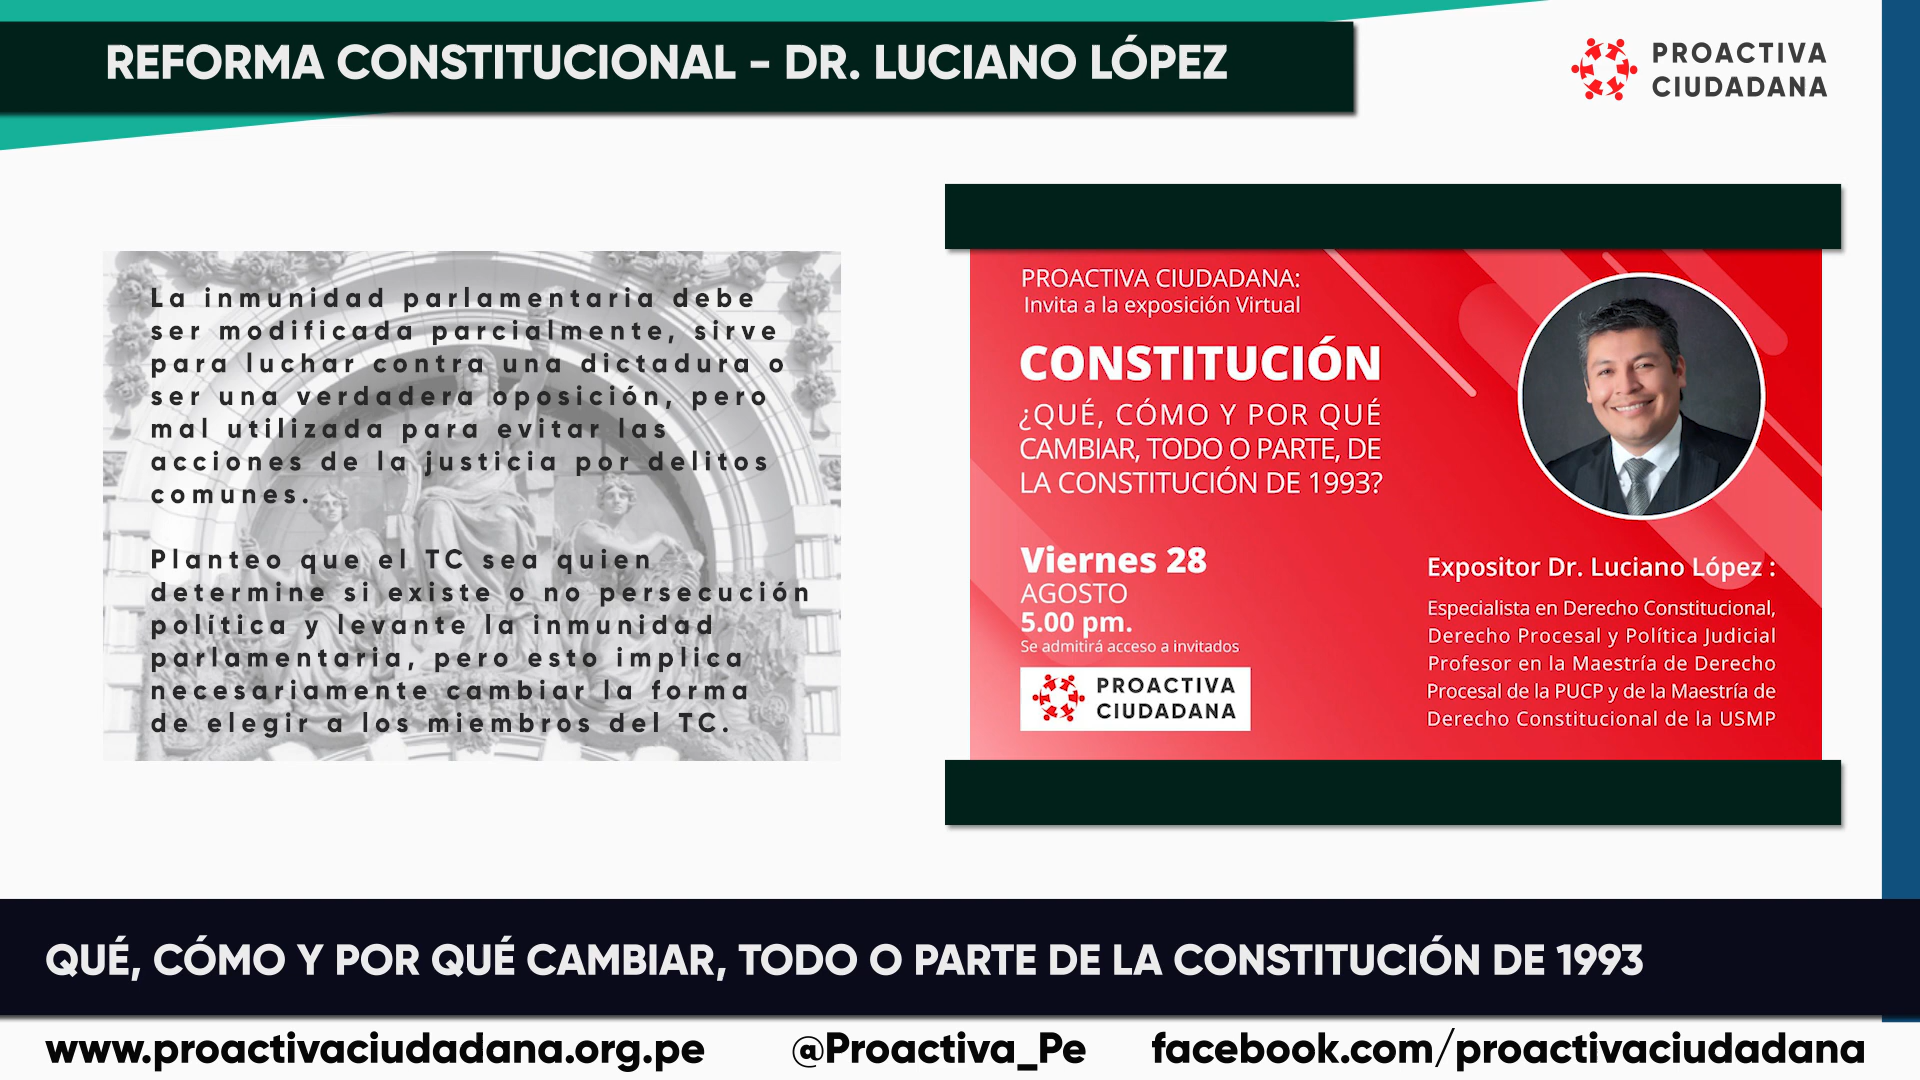 REFORMA CONSTITUCIONAL - DR. LUCIANO LÓPEZ
PROACTIVA
CIUDADANA
La inmunidad parlamentaria debe
ser modificada parcialmente, sirve
para luchar contra una dictadura o
ser una verdadera oposición, pero
mal utilizada para evitar las
acciones de la justicia por delitos
comunes.
Planteo que el TC sea quien
determine si existe o no persecución
política y levante la inmunidad
parlamentaria, pero esto implica
necesariamente cambiar la forma
de elegir a los miembros del TC.
PROACTIVA CIUDADANA:
Invita a la exposición Virtual
CONSTITUCIÓN
¿QUÉ, CÓMO Y POR QUÉ
CAMBIAR, TODO O PARTE, DE
LA CONSTITUCIÓN DE 1993?
Viernes 28
AGOSTO
5.00 pm.
Se admitirá acceso a invitados
PROACTIVA
CIUDADANA
Expositor Dr. Luciano López :
Especialista en Derecho Constitucional,
Derecho Procesal y Política Judicial
Profesor en la Maestría de Derecho
Procesal de la PUCP y de la Maestría de
Derecho Constitucional de la USMP
QUÉ, CÓMO Y POR QUÉ CAMBIAR, TODO O PARTE DE LA CONSTITUCIÓN DE 1993
www.proactivaciudadana.org.pe @Proactiva_Pe facebook.com/proactivaciudadana